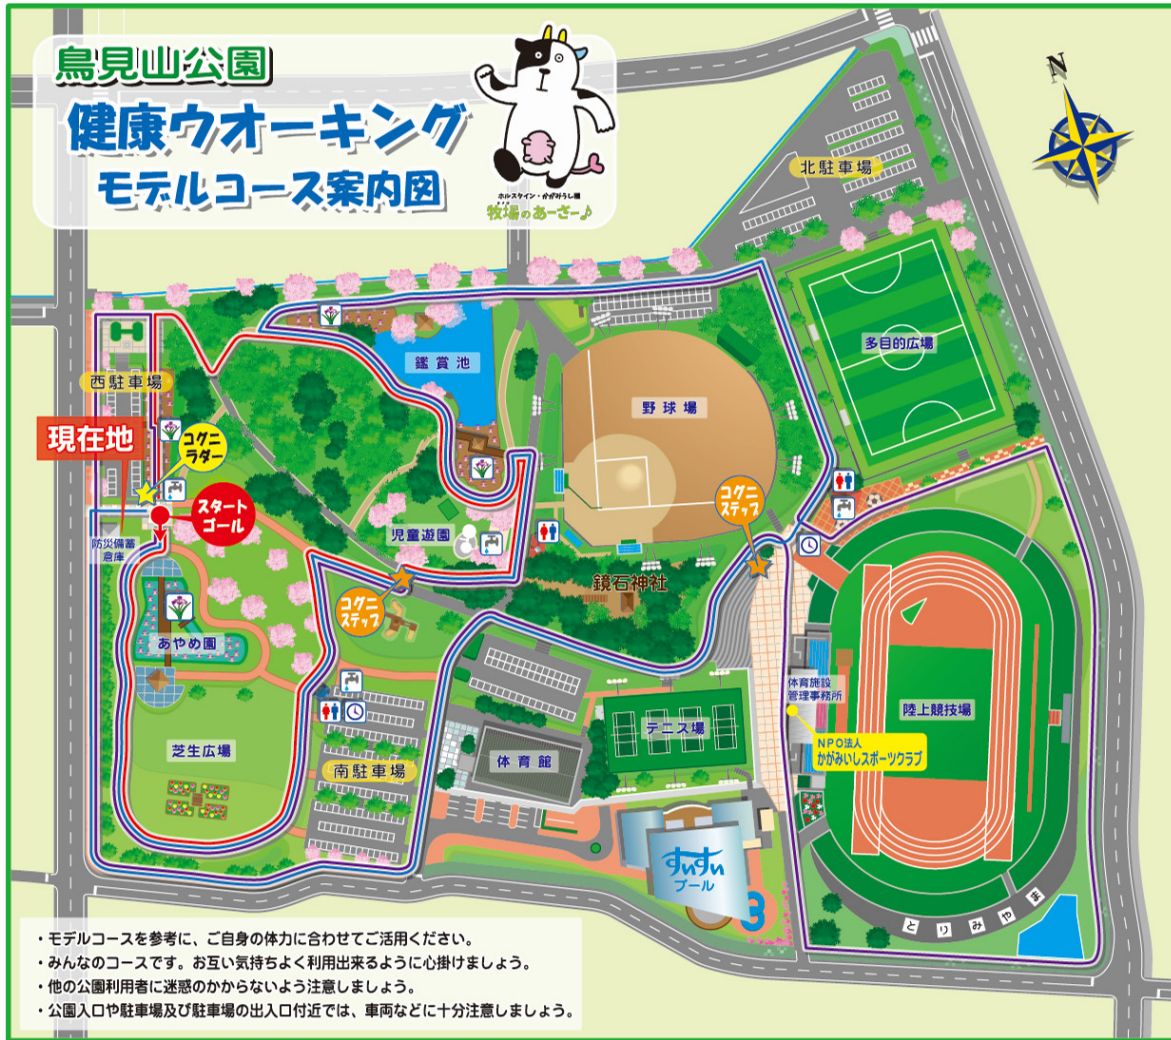 鳥見山公園
健康ウオーキング
モデルコース案内図
ホルスタイン・かがみうし種
牧場のあーさー♪
N
北駐車場
多目的広場
鑑賞池
野球場
西駐車場
現在地
コグニ
ラダー
スタート
ゴール
防災備蓄
倉庫
児童遊園
コグニ
ステップ
コグニ
ステップ
鏡石神社
あやめ園
芝生広場
南駐車場
体育館
テニス場
体育施設
管理事務所
陸上競技場
NPO法人
かがみいしスポーツクラブ
すいすい
プール
とりみやま
・モデルコースを参考に、ご自身の体力に合わせてご活用ください。
・みんなのコースです。お互い気持ちよく利用出来るように心掛けましょう。
・他の公園利用者に迷惑のかからないよう注意しましょう。
・公園入口や駐車場及び駐車場の出入口付近では、車両などに十分注意しましょう。